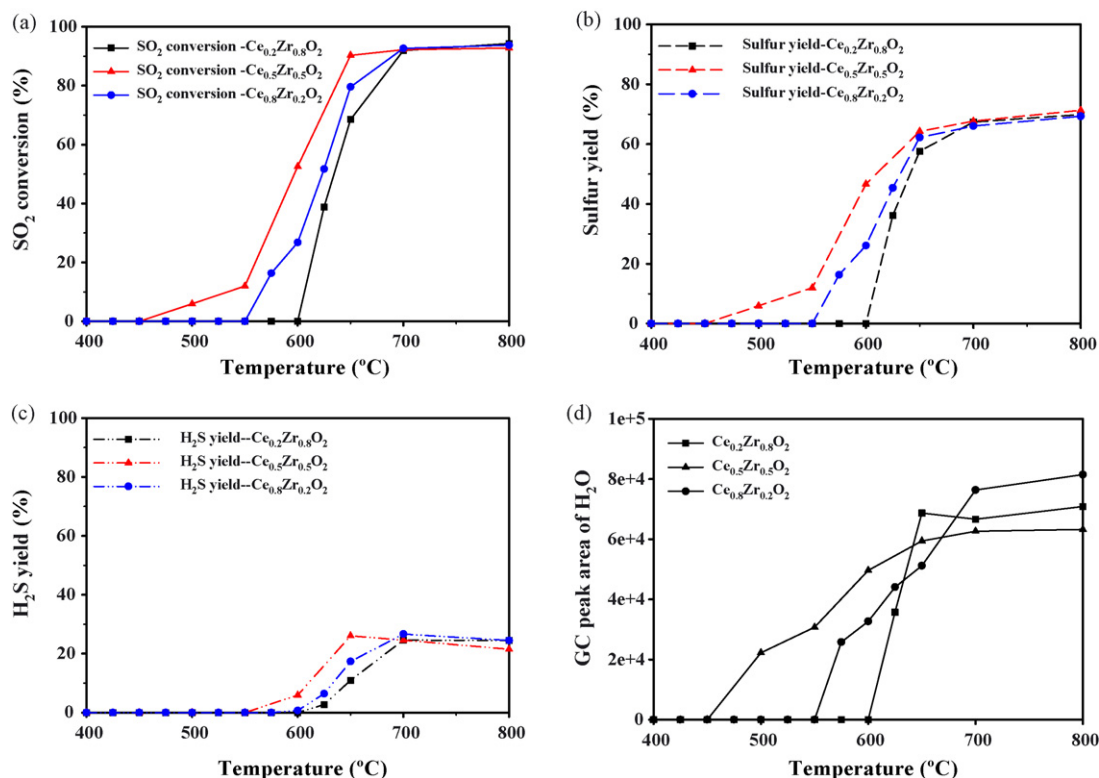 (a)
100
80
60
40
20
0
SO₂ conversion (%)
SO₂ conversion -Ce₀.₂Zr₀.₈O₂
SO₂ conversion -Ce₀.₅Zr₀.₅O₂
SO₂ conversion -Ce₀.₈Zr₀.₂O₂
400 500 600 700 800
Temperature (ºC)
(b)
100
80
60
40
20
0
Sulfur yield (%)
Sulfur yield-Ce₀.₂Zr₀.₈O₂
Sulfur yield-Ce₀.₅Zr₀.₅O₂
Sulfur yield-Ce₀.₈Zr₀.₂O₂
400 500 600 700 800
Temperature (ºC)
(c)
100
80
60
40
20
0
H₂S yield (%)
H₂S yield--Ce₀.₂Zr₀.₈O₂
H₂S yield--Ce₀.₅Zr₀.₅O₂
H₂S yield--Ce₀.₈Zr₀.₂O₂
400 500 600 700 800
Temperature (ºC)
(d)
1e+5
8e+4
6e+4
4e+4
2e+4
0
GC peak area of H₂O
Ce₀.₂Zr₀.₈O₂
Ce₀.₅Zr₀.₅O₂
Ce₀.₈Zr₀.₂O₂
400 500 600 700 800
Temperature (ºC)